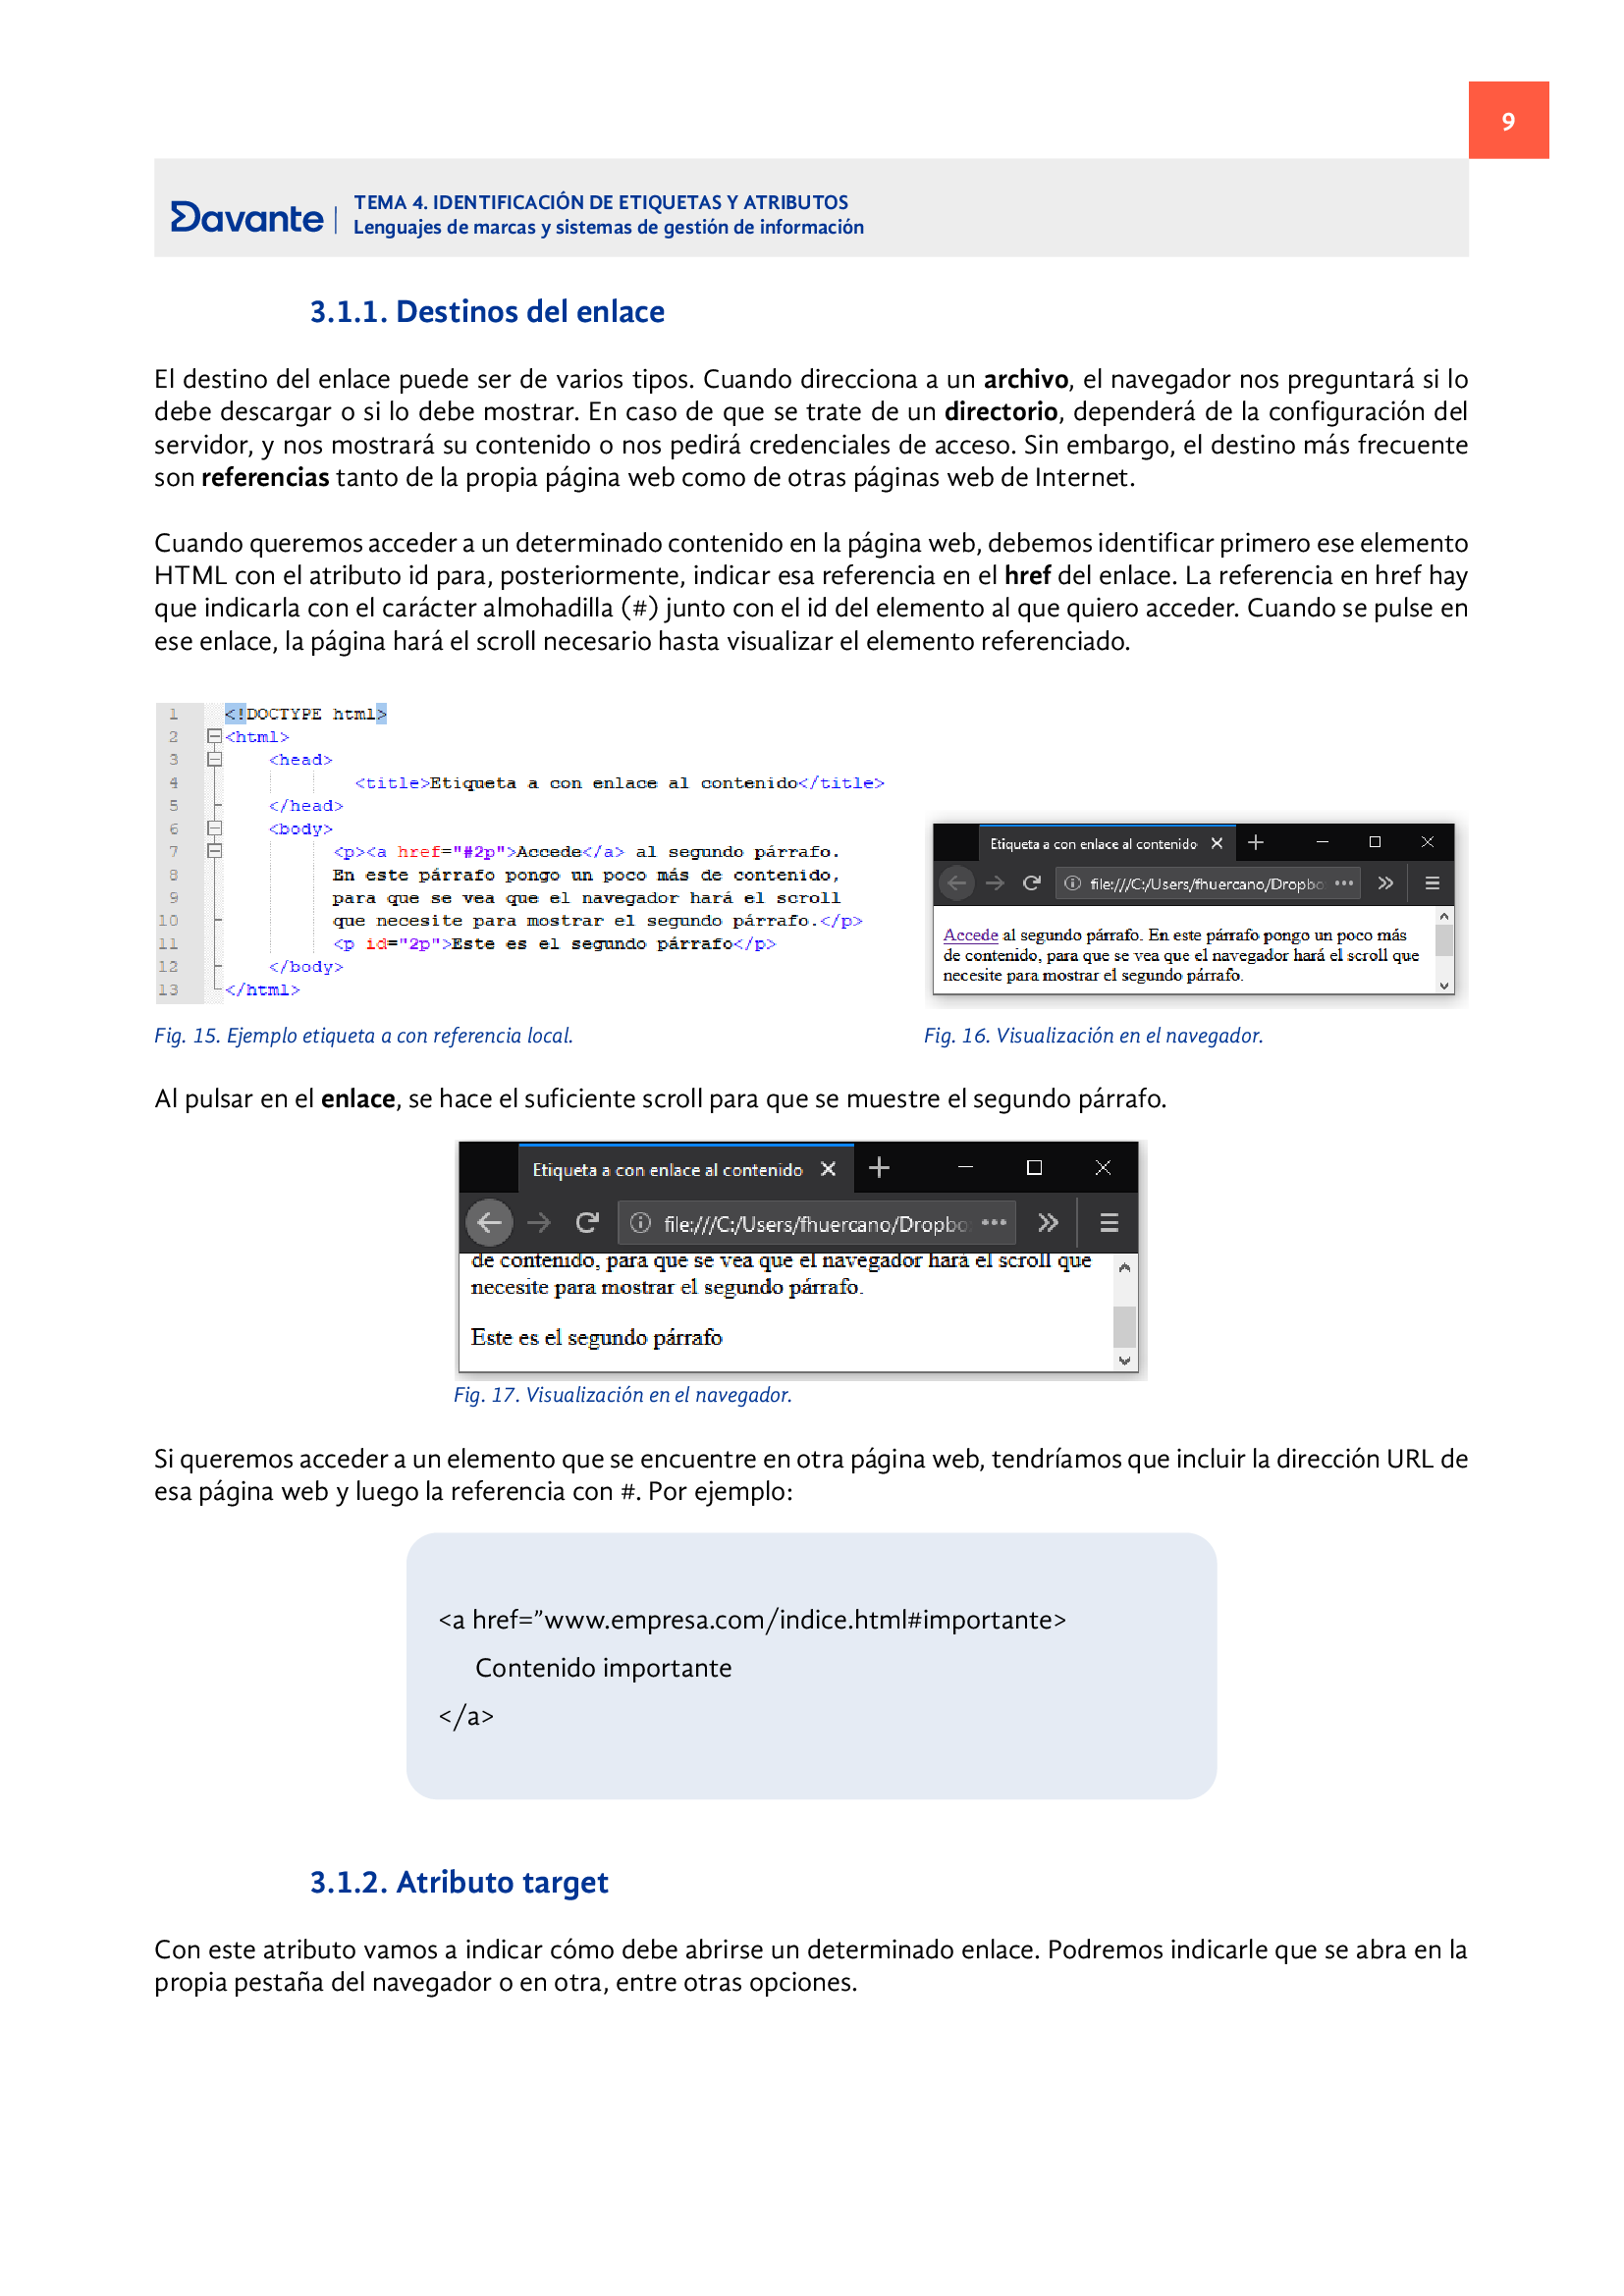 9
Davante
TEMA 4. IDENTIFICACIÓN DE ETIQUETAS Y ATRIBUTOS
Lenguajes de marcas y sistemas de gestión de información
3.1.1. Destinos del enlace
El destino del enlace puede ser de varios tipos. Cuando direcciona a un archivo, el navegador nos preguntará si lo
debe descargar o si lo debe mostrar. En caso de que se trate de un directorio, dependerá de la configuración del
servidor, y nos mostrará su contenido o nos pedirá credenciales de acceso. Sin embargo, el destino más frecuente
son referencias tanto de la propia página web como de otras páginas web de Internet.
Cuando queremos acceder a un determinado contenido en la página web, debemos identificar primero ese elemento
HTML con el atributo id para, posteriormente, indicar esa referencia en el href del enlace. La referencia en href hay
que indicarla con el carácter almohadilla (#) junto con el id del elemento al que quiero acceder. Cuando se pulse en
ese enlace, la página hará el scroll necesario hasta visualizar el elemento referenciado.
1 <!DOCTYPE html>
2 <html>
3 <head>
4 <title>Etiqueta a con enlace al contenido</title>
5 </head>
6 <body>
7 <p><a href="#2p">Accede</a> al segundo párrafo.
8 En este párrafo pongo un poco más de contenido,
9 para que se vea que el navegador hará el scroll
10 que necesite para mostrar el segundo párrafo.</p>
11 <p id="2p">Este es el segundo párrafo</p>
12 </body>
13 </html>
Etiqueta a con enlace al contenido
file:///C:/Users/fhuercano/Dropbo
Accede al segundo párrafo. En este párrafo pongo un poco más
de contenido, para que se vea que el navegador hará el scroll que
necesite para mostrar el segundo párrafo.
Fig. 15. Ejemplo etiqueta a con referencia local.
Fig. 16. Visualización en el navegador.
Al pulsar en el enlace, se hace el suficiente scroll para que se muestre el segundo párrafo.
Etiqueta a con enlace al contenido
file:///C:/Users/fhuercano/Dropbo
de contenido, para que se vea que el navegador hará el scroll que
necesite para mostrar el segundo párrafo.
Este es el segundo párrafo
Fig. 17. Visualización en el navegador.
Si queremos acceder a un elemento que se encuentre en otra página web, tendríamos que incluir la dirección URL de
esa página web y luego la referencia con #. Por ejemplo:
<a href=”www.empresa.com/indice.html#importante>
Contenido importante
</a>
3.1.2. Atributo target
Con este atributo vamos a indicar cómo debe abrirse un determinado enlace. Podremos indicarle que se abra en la
propia pestaña del navegador o en otra, entre otras opciones.